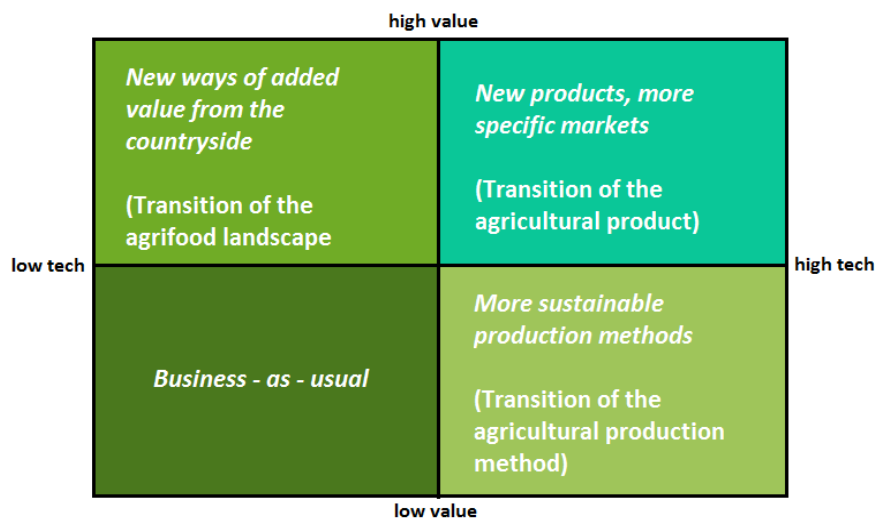 high value
New ways of added
value from the
countryside
(Transition of the
agrifood landscape
New products, more
specific markets
(Transition of the
agricultural product)
low tech
high tech
Business - as - usual
More sustainable
production methods
(Transition of the
agricultural production
method)
low value